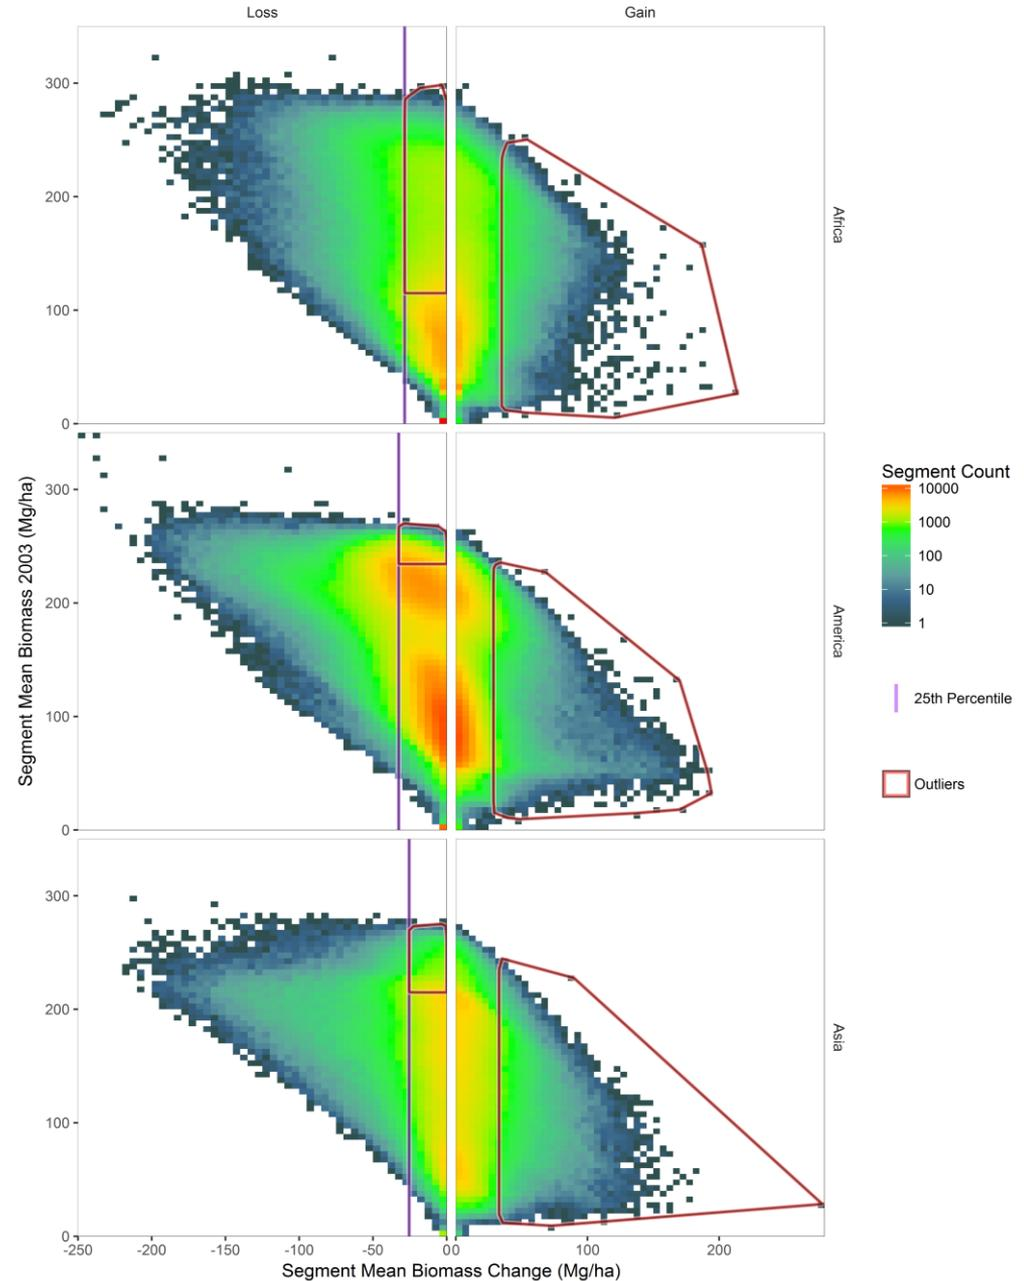 Loss Gain
300
200
100
0
Africa
300
200
100
0
America
300
200
100
0
Asia
-250 -200 -150 -100 -50 0 0 100 200
Segment Mean Biomass Change (Mg/ha)
Segment Mean Biomass 2003 (Mg/ha)
Segment Count
10000
1000
100
10
1
25th Percentile
Outliers